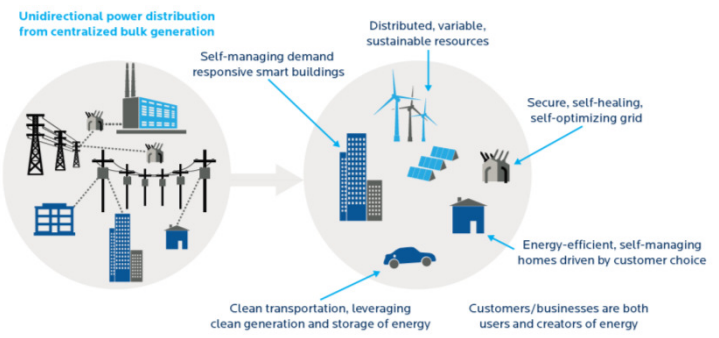 Unidirectional power distribution
from centralized bulk generation
Distributed, variable,
sustainable resources
Self-managing demand
responsive smart buildings
Secure, self-healing,
self-optimizing grid
Energy-efficient, self-managing
homes driven by customer choice
Clean transportation, leveraging
clean generation and storage of energy
Customers/businesses are both
users and creators of energy